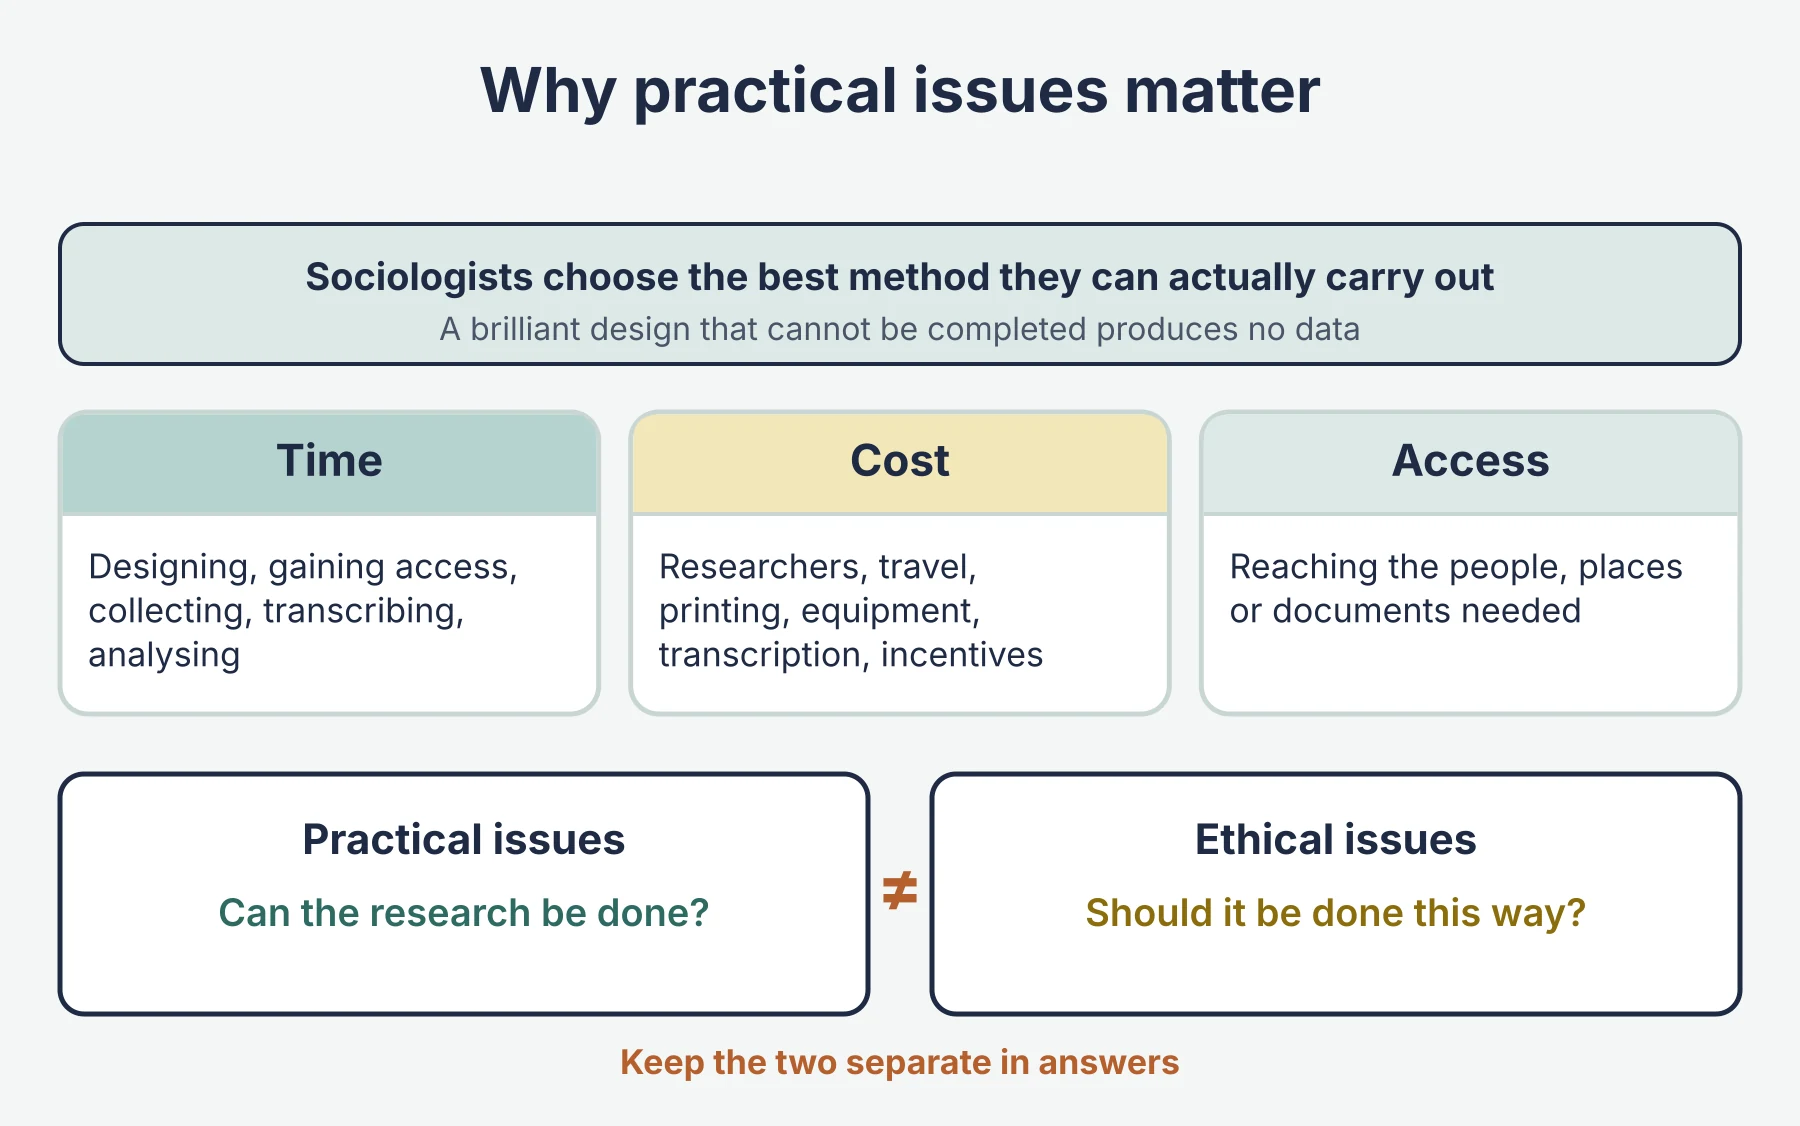 Why practical issues matter
Sociologists choose the best method they can actually carry out
A brilliant design that cannot be completed produces no data
Time
Designing, gaining access,
collecting, transcribing,
analysing
Cost
Researchers, travel,
printing, equipment,
transcription, incentives
Access
Reaching the people, places
or documents needed
Practical issues
Can the research be done?
≠
Ethical issues
Should it be done this way?
Keep the two separate in answers